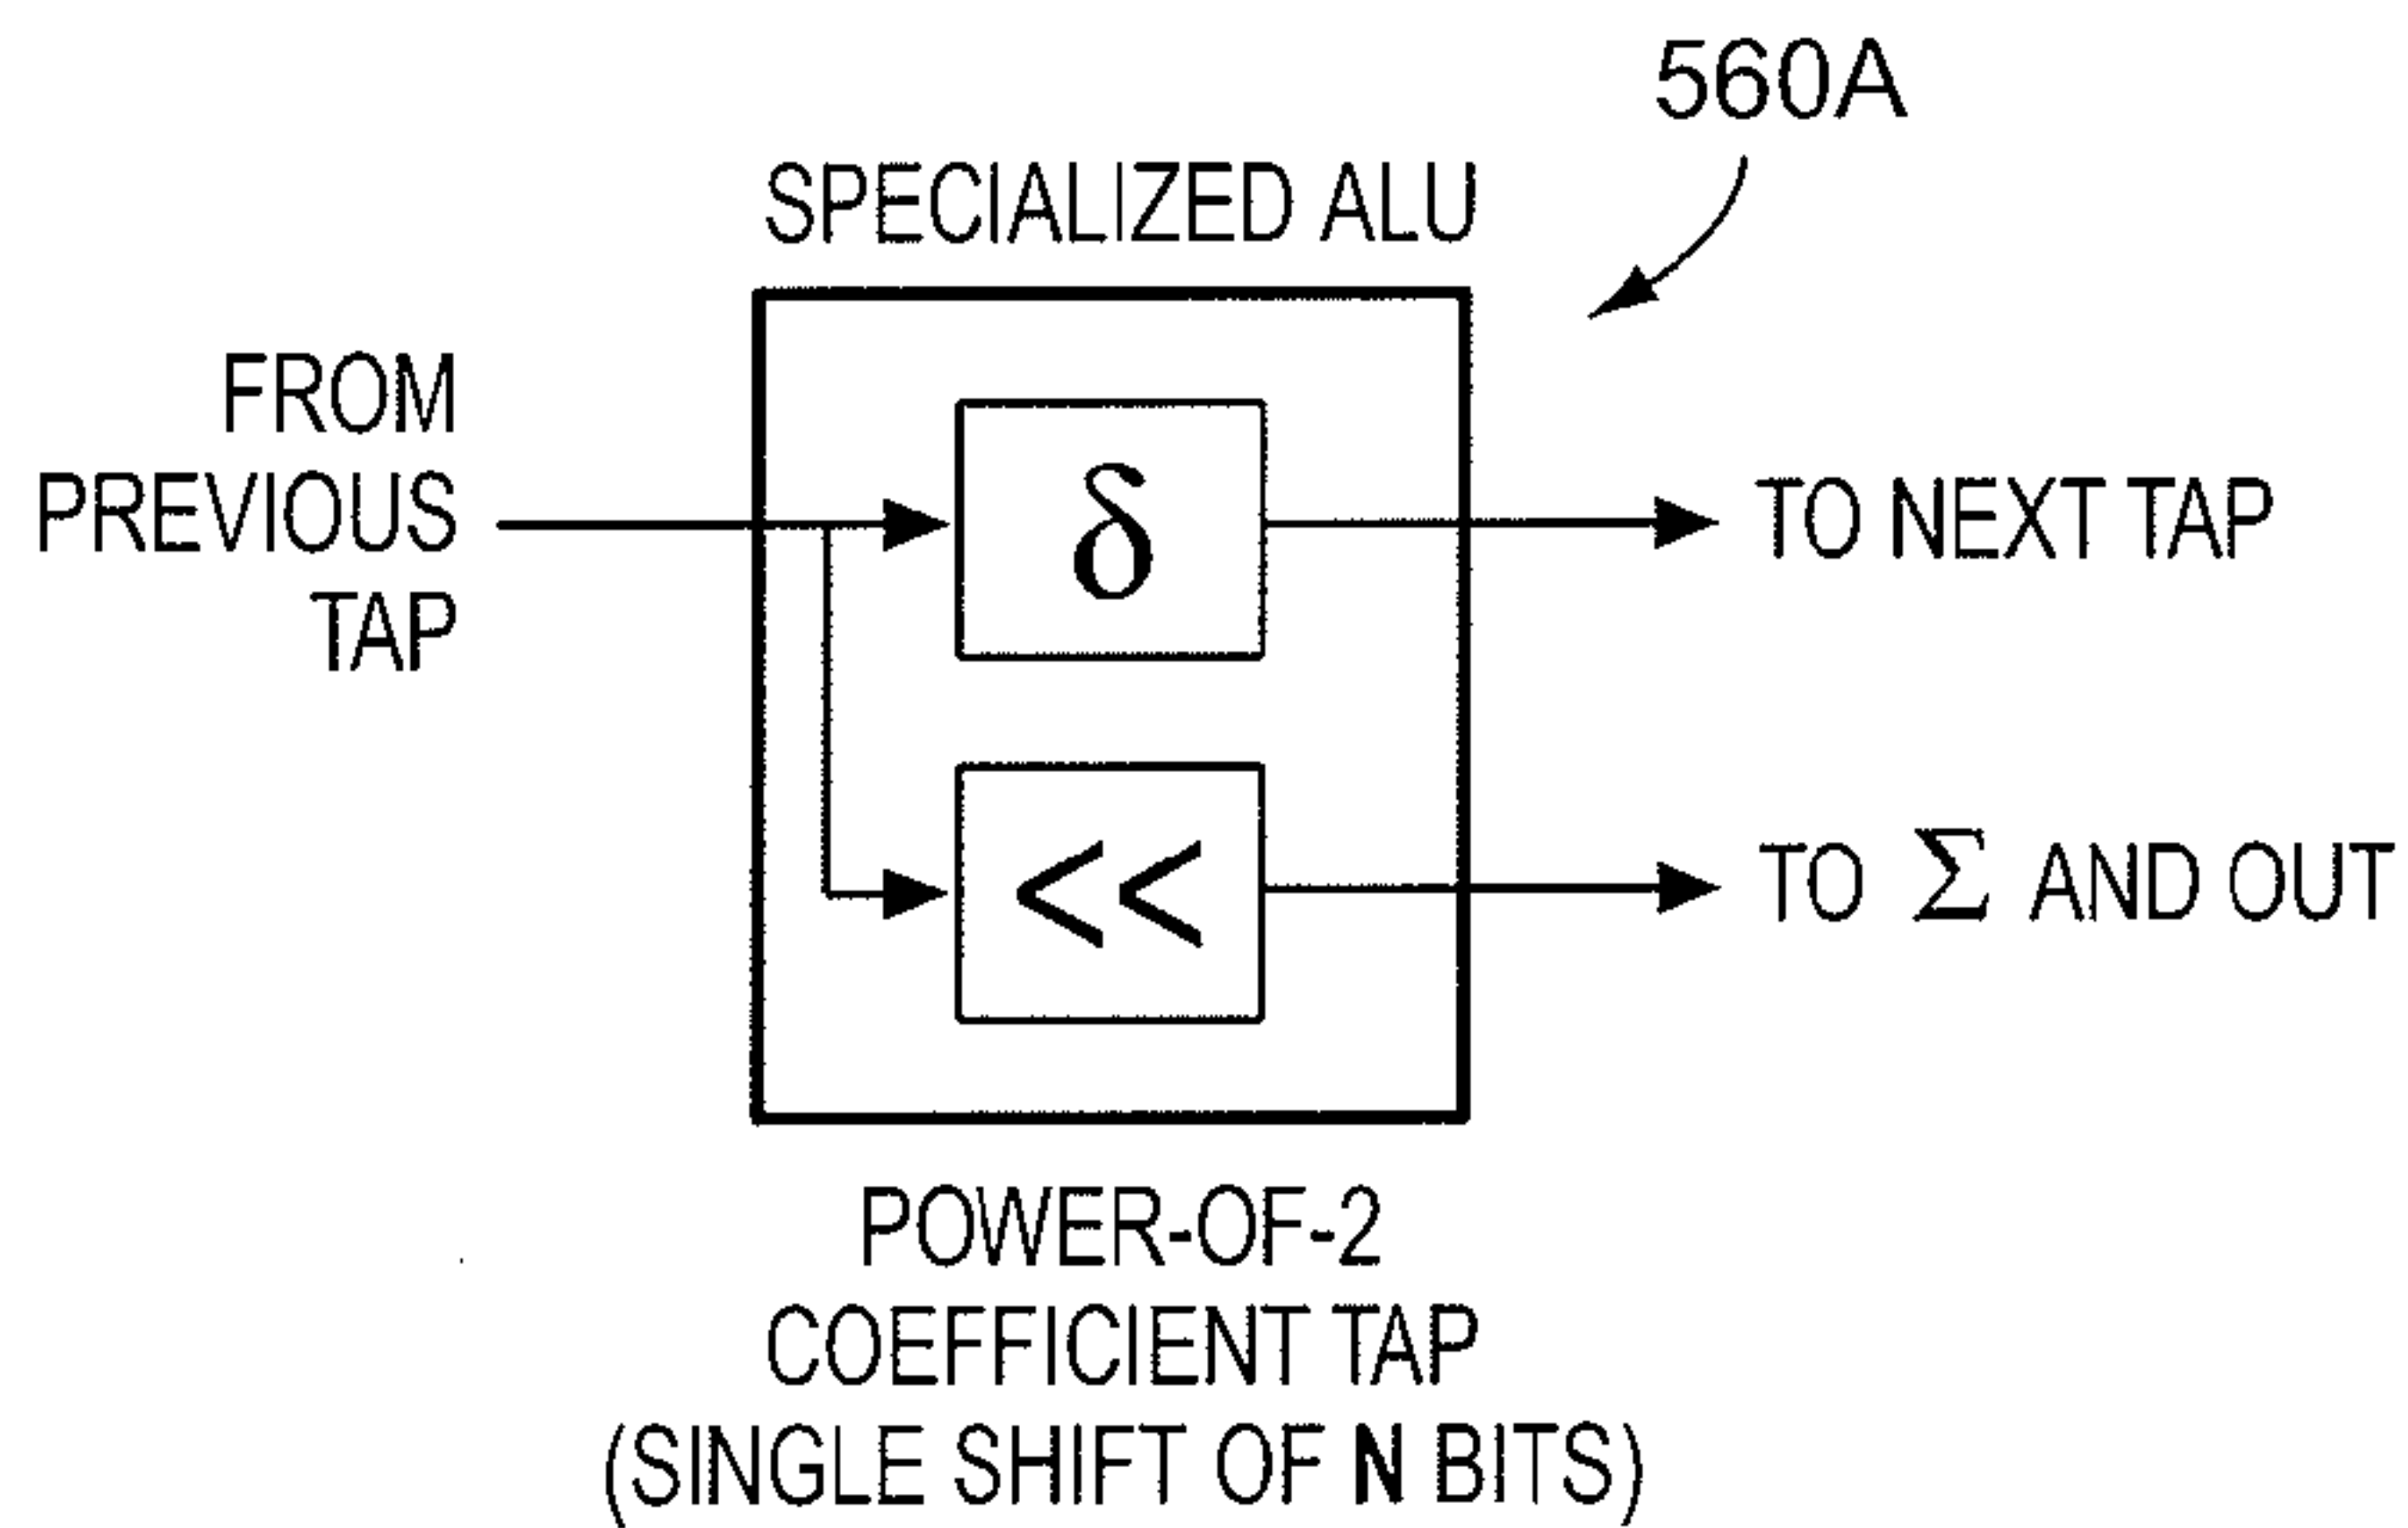 560A
SPECIALIZED ALU
FROM
PREVIOUS
TAP
δ
TO NEXT TAP
<<
TO Σ AND OUT
POWER-OF-2
COEFFICIENT TAP
(SINGLE SHIFT OF N BITS)